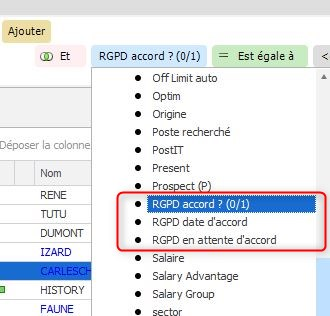 Ajouter
Et
RGPD accord ? (0/1)
= Est égale à
<
Déposer la colonne
Nom
RENE
TUTU
DUMONT
IZARD
CARLESCH
HISTORY
FAUNE
Off Limit auto
Optim
Origine
Poste recherché
PostIT
Present
Prospect (P)
RGPD accord ? (0/1)
RGPD date d'accord
RGPD en attente d'accord
Salaire
Salary Advantage
Salary Group
sector